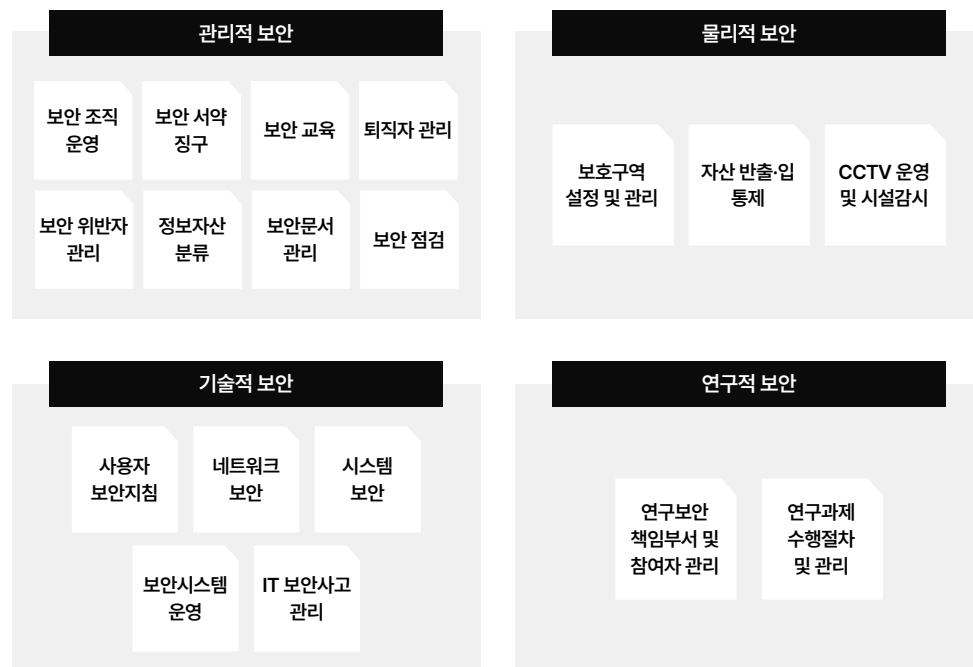 관리적 보안
보안 조직
운영
보안 서약
징구
보안 교육
퇴직자 관리
보안 위반자
관리
정보자산
분류
보안문서
관리
보안 점검
물리적 보안
보호구역
설정 및 관리
자산 반출·입
통제
CCTV 운영
및 시설감시
기술적 보안
사용자
보안지침
네트워크
보안
시스템
보안
보안시스템
운영
IT 보안사고
관리
연구적 보안
연구보안
책임부서 및
참여자 관리
연구과제
수행절차
및 관리